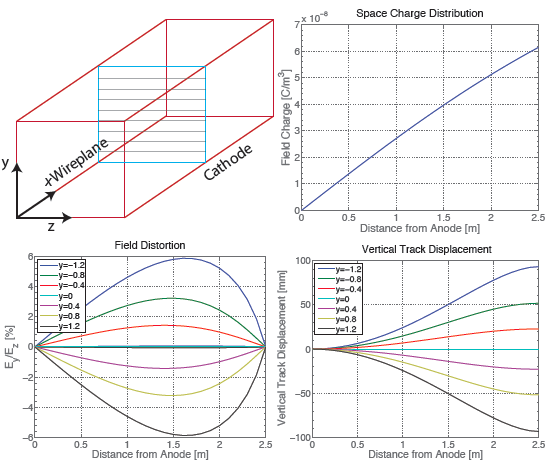 y
x
Wireplane
Cathode
z
Space Charge Distribution
x 10⁻⁸
7
6
5
4
3
2
1
0
Field Charge [C/m³]
0 0.5 1 1.5 2 2.5
Distance from Anode [m]
Field Distortion
6
4
2
0
−2
−4
−6
E_y/E_z [%]
y=−1.2
y=−0.8
y=−0.4
y=0
y=0.4
y=0.8
y=1.2
0 0.5 1 1.5 2 2.5
Distance from Anode [m]
Vertical Track Displacement
100
50
0
−50
−100
Vertical Track Displacement [mm]
y=−1.2
y=−0.8
y=−0.4
y=0
y=0.4
y=0.8
y=1.2
0 0.5 1 1.5 2 2.5
Distance from Anode [m]